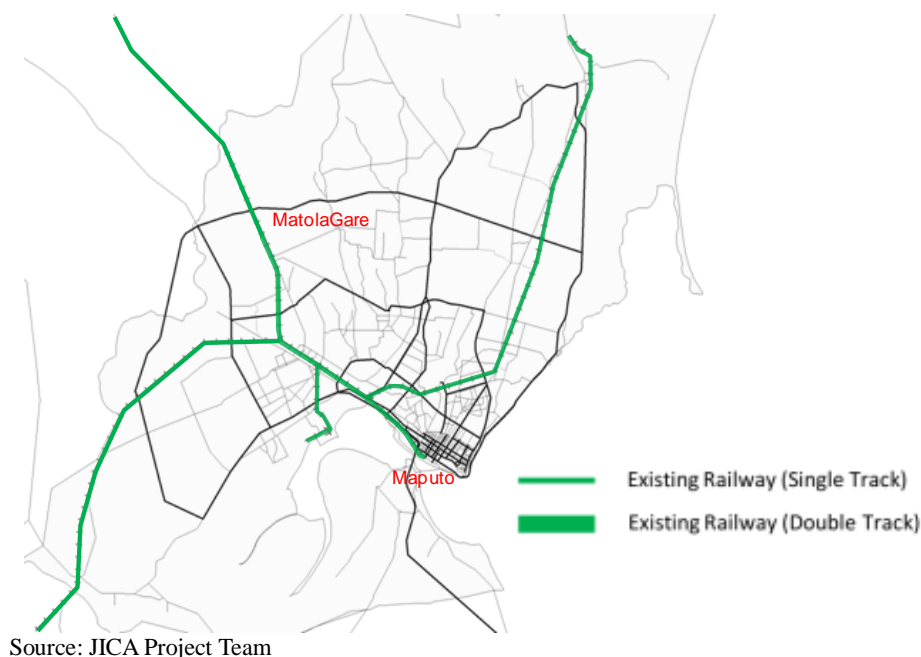 MatolaGare
Maputo
Existing Railway (Single Track)
Existing Railway (Double Track)
Source: JICA Project Team